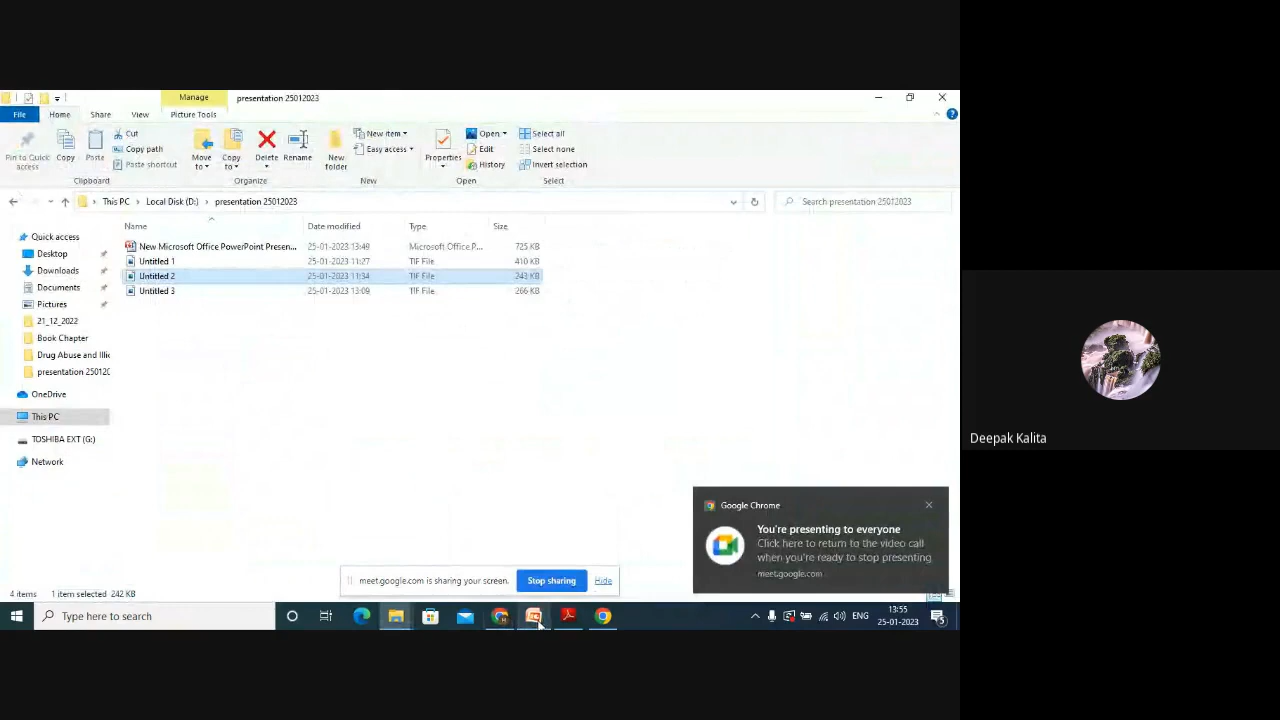 Manage
presentation 25012023
File
Home
Share
View
Picture Tools
Pin to Quick access
Copy
Paste
Cut
Copy path
Paste shortcut
Clipboard
Move to
Copy to
Delete
Rename
Organize
New folder
New item
Easy access
New
Properties
Open
Edit
History
Open
Select all
Select none
Invert selection
Select
This PC
Local Disk (D:)
presentation 25012023
Search presentation 25012023
Name
Date modified
Type
Size
New Microsoft Office PowerPoint Presen... 25-01-2023 13:49 Microsoft Office P... 725 KB
Untitled 1 25-01-2023 11:27 TIF File 410 KB
Untitled 2 25-01-2023 11:34 TIF File 243 KB
Untitled 3 25-01-2023 13:09 TIF File 266 KB
Quick access
Desktop
Downloads
Documents
Pictures
21_12_2022
Book Chapter
Drug Abuse and Illi
presentation 25012
OneDrive
This PC
TOSHIBA EXT (G:)
Network
Deepak Kalita
Google Chrome
You're presenting to everyone
Click here to return to the video call
when you're ready to stop presenting
meet.google.com
meet.google.com is sharing your screen.
Stop sharing
Hide
4 items
1 item selected 242 KB
Type here to search
ENG
13:55
25-01-2023
5